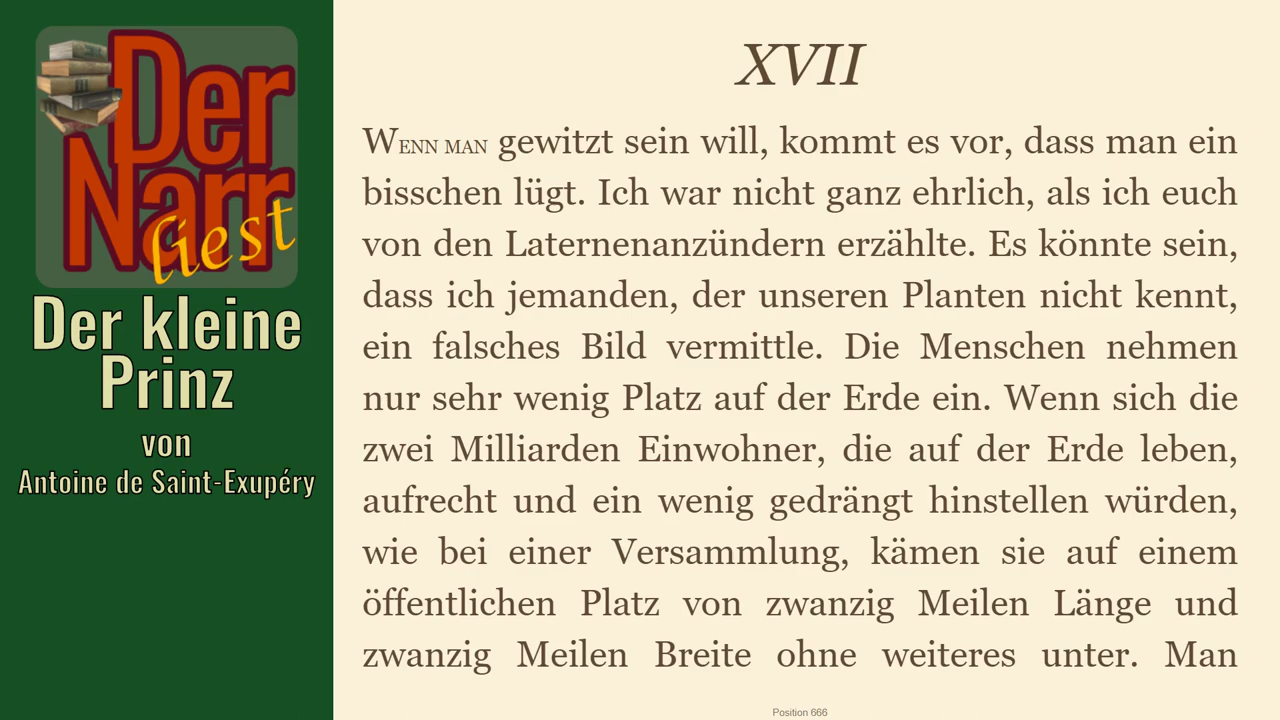 Der
Narr
liest
Der kleine
Prinz
von
Antoine de Saint-Exupéry
XVII
WENN MAN gewitzt sein will, kommt es vor, dass man ein
bisschen lügt. Ich war nicht ganz ehrlich, als ich euch
von den Laternenanzündern erzählte. Es könnte sein,
dass ich jemanden, der unseren Planten nicht kennt,
ein falsches Bild vermittle. Die Menschen nehmen
nur sehr wenig Platz auf der Erde ein. Wenn sich die
zwei Milliarden Einwohner, die auf der Erde leben,
aufrecht und ein wenig gedrängt hinstellen würden,
wie bei einer Versammlung, kämen sie auf einem
öffentlichen Platz von zwanzig Meilen Länge und
zwanzig Meilen Breite ohne weiteres unter. Man
Position 666